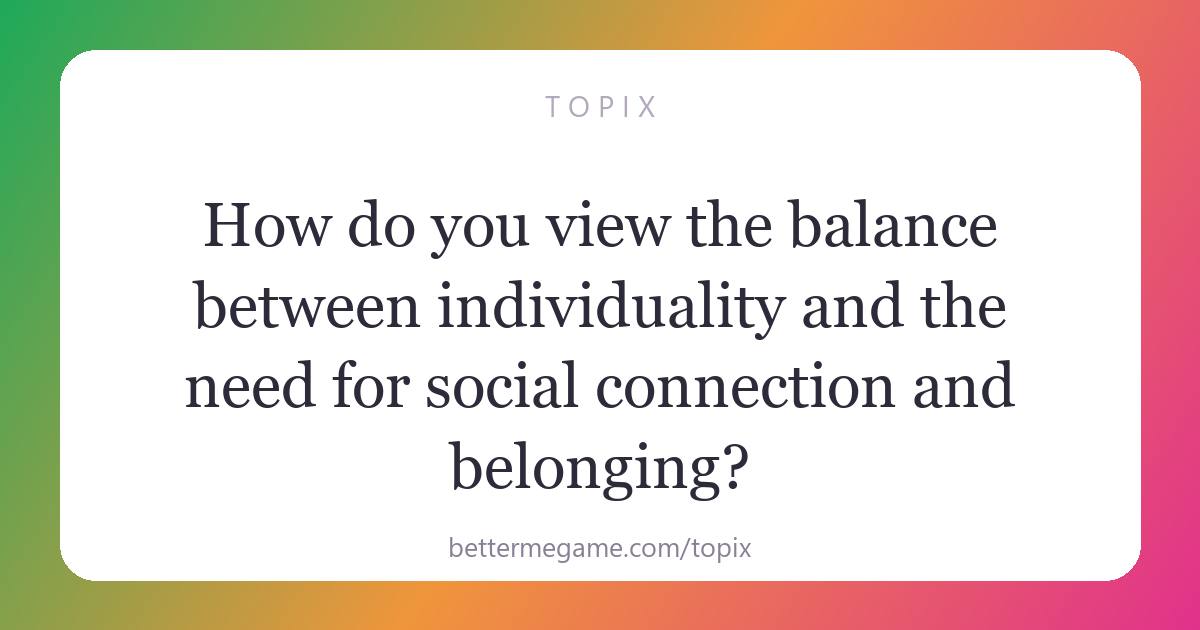 TOPIX
How do you view the balance
between individuality and the
need for social connection and
belonging?
bettermegame.com/topix